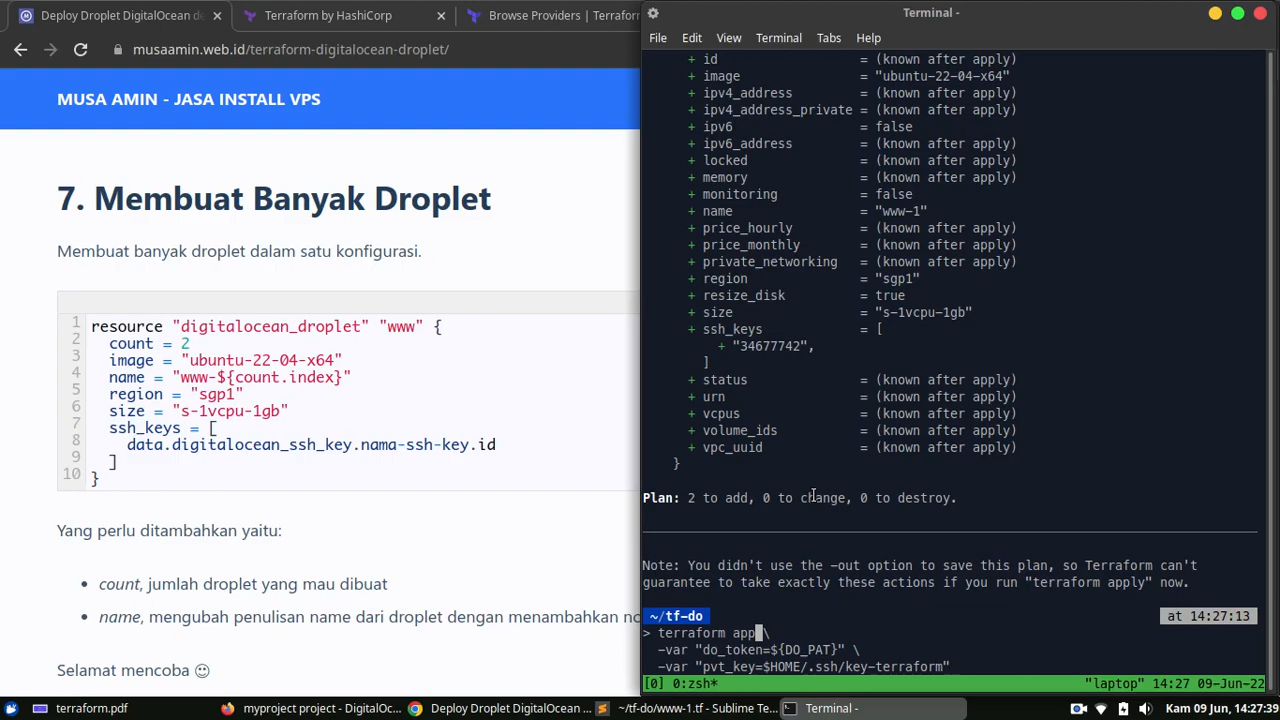 Deploy Droplet DigitalOcean de
Terraform by HashiCorp
Browse Providers | Terraform
musaamin.web.id/terraform-digitalocean-droplet/
MUSA AMIN - JASA INSTALL VPS
7. Membuat Banyak Droplet
Membuat banyak droplet dalam satu konfigurasi.
1 resource "digitalocean_droplet" "www" {
2 count = 2
3 image = "ubuntu-22-04-x64"
4 name = "www-${count.index}"
5 region = "sgp1"
6 size = "s-1vcpu-1gb"
7 ssh_keys = [
8 data.digitalocean_ssh_key.nama-ssh-key.id
9 ]
10 }
Yang perlu ditambahkan yaitu:
• count, jumlah droplet yang mau dibuat
• name, mengubah penulisan name dari droplet dengan menambahkan no
Selamat mencoba
Terminal -
File Edit View Terminal Tabs Help
+ id = (known after apply)
+ image = "ubuntu-22-04-x64"
+ ipv4_address = (known after apply)
+ ipv4_address_private = (known after apply)
+ ipv6 = false
+ ipv6_address = (known after apply)
+ locked = (known after apply)
+ memory = (known after apply)
+ monitoring = false
+ name = "www-1"
+ price_hourly = (known after apply)
+ price_monthly = (known after apply)
+ private_networking = (known after apply)
+ region = "sgp1"
+ resize_disk = true
+ size = "s-1vcpu-1gb"
+ ssh_keys = [
+ "34677742",
]
+ status = (known after apply)
+ urn = (known after apply)
+ vcpus = (known after apply)
+ volume_ids = (known after apply)
+ vpc_uuid = (known after apply)
}
Plan: 2 to add, 0 to change, 0 to destroy.
Note: You didn't use the -out option to save this plan, so Terraform can't
guarantee to take exactly these actions if you run "terraform apply" now.
~/tf-do at 14:27:13
> terraform app \
-var "do_token=${DO_PAT}" \
-var "pvt_key=$HOME/.ssh/key-terraform"
[0] 0:zsh* "laptop" 14:27 09-Jun-22
terraform.pdf
myproject project - DigitalOc...
Deploy Droplet DigitalOcean ...
~/tf-do/www-1.tf - Sublime Te...
Terminal -
Kam 09 Jun, 14:27:39